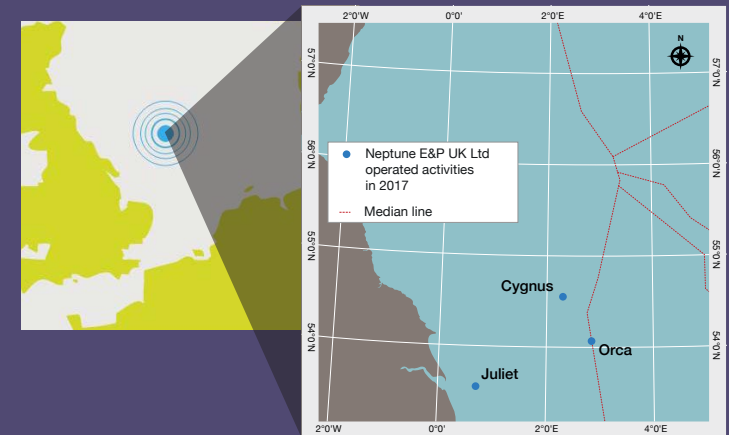 2°0'W 0°0' 2°0'E 4°0'E
N
57°0'N
57°0'N
56°0'N
56°0'N
Neptune E&P UK Ltd
operated activities
in 2017
Median line
55°0'N
55°0'N
Cygnus
54°0'N
54°0'N
Orca
Juliet
2°0'W 0°0' 2°0'E 4°0'E